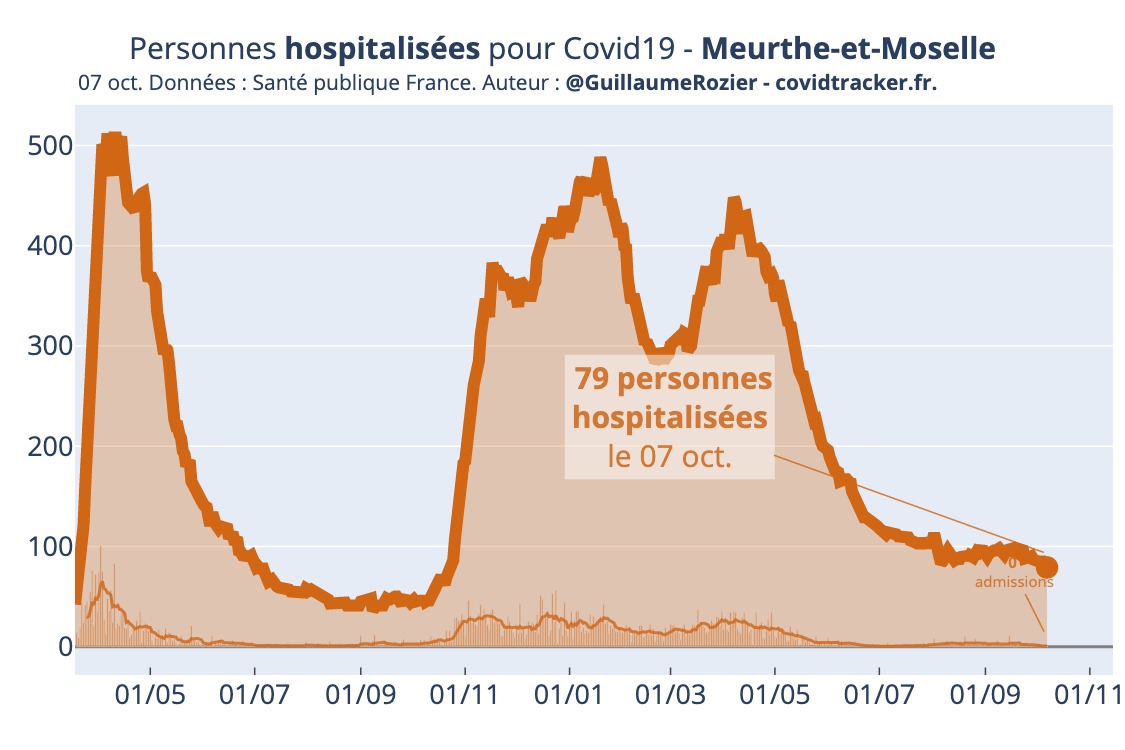 Personnes hospitalisées pour Covid19 - Meurthe-et-Moselle
07 oct. Données : Santé publique France. Auteur : @GuillaumeRozier - covidtracker.fr.
500
400
300
200
100
0
79 personnes
hospitalisées
le 07 oct.
0
admissions
01/05 01/07 01/09 01/11 01/01 01/03 01/05 01/07 01/09 01/11